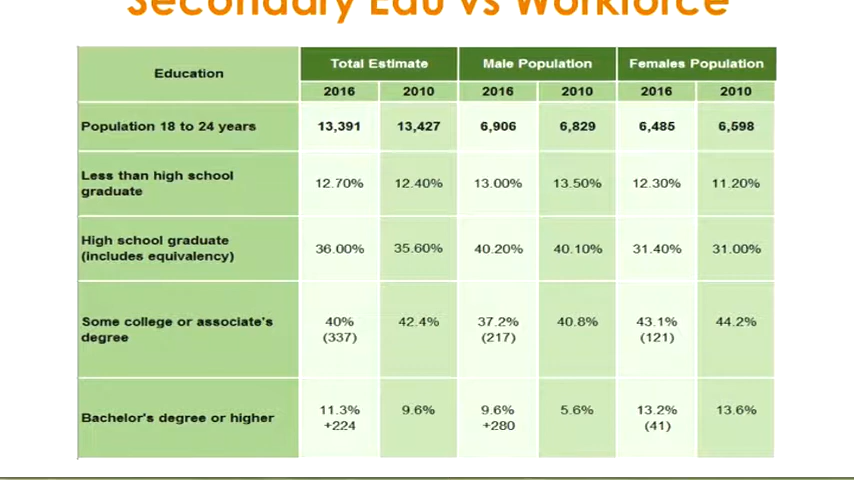 Secondary Edu vs Workforce
Education Total Estimate Male Population Females Population
2016 2010 2016 2010 2016 2010
Population 18 to 24 years 13,391 13,427 6,906 6,829 6,485 6,598
Less than high school
graduate 12.70% 12.40% 13.00% 13.50% 12.30% 11.20%
High school graduate
(includes equivalency) 36.00% 35.60% 40.20% 40.10% 31.40% 31.00%
Some college or associate's
degree 40% 42.4% 37.2% 40.8% 43.1% 44.2%
(337) (217) (121)
Bachelor's degree or higher 11.3% 9.6% 9.6% 5.6% 13.2% 13.6%
+224 +280 (41)